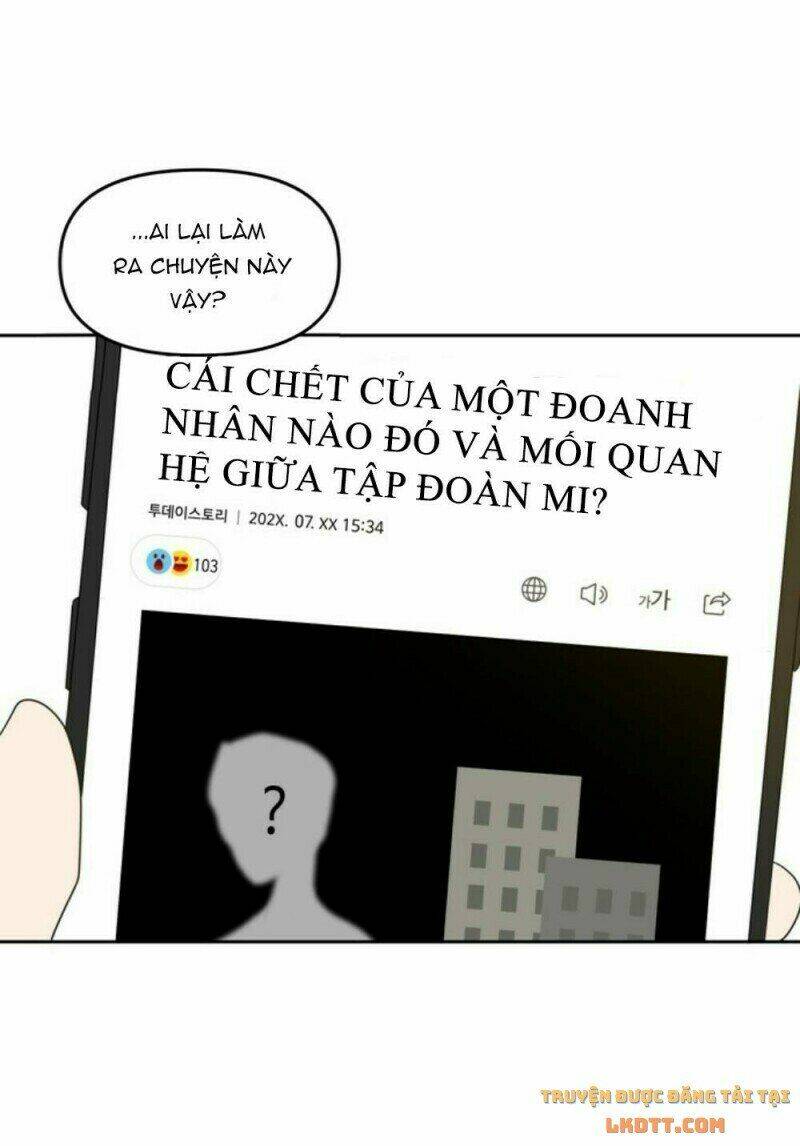 ...AI LẠI LÀM
RA CHUYỆN NÀY
VẬY?
CÁI CHẾT CỦA MỘT DOANH
NHÂN NÀO ĐÓ VÀ MỐI QUAN
HỆ GIỮA TẬP ĐOÀN MI?
투데이스토리 | 202X. 07. XX 15:34
103
가가
?
TRUYỆN ĐƯỢC ĐĂNG TẢI TẠI
LKDTT.COM